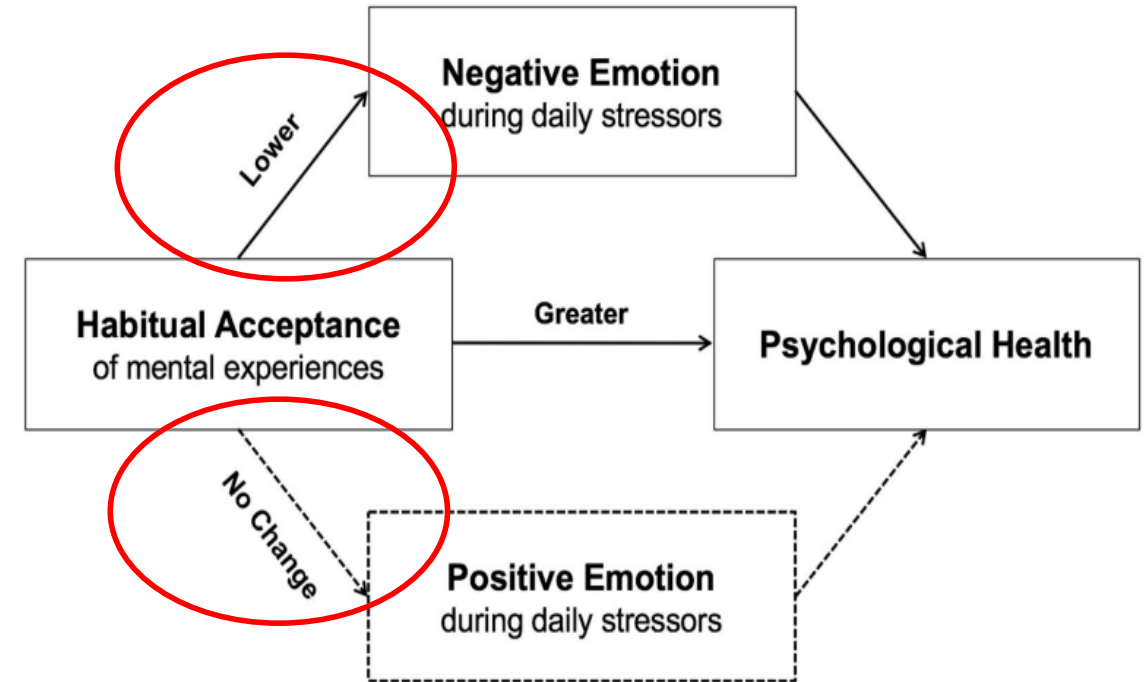 Negative Emotion
during daily stressors
Lower
Habitual Acceptance
of mental experiences
Greater
Psychological Health
No Change
Positive Emotion
during daily stressors